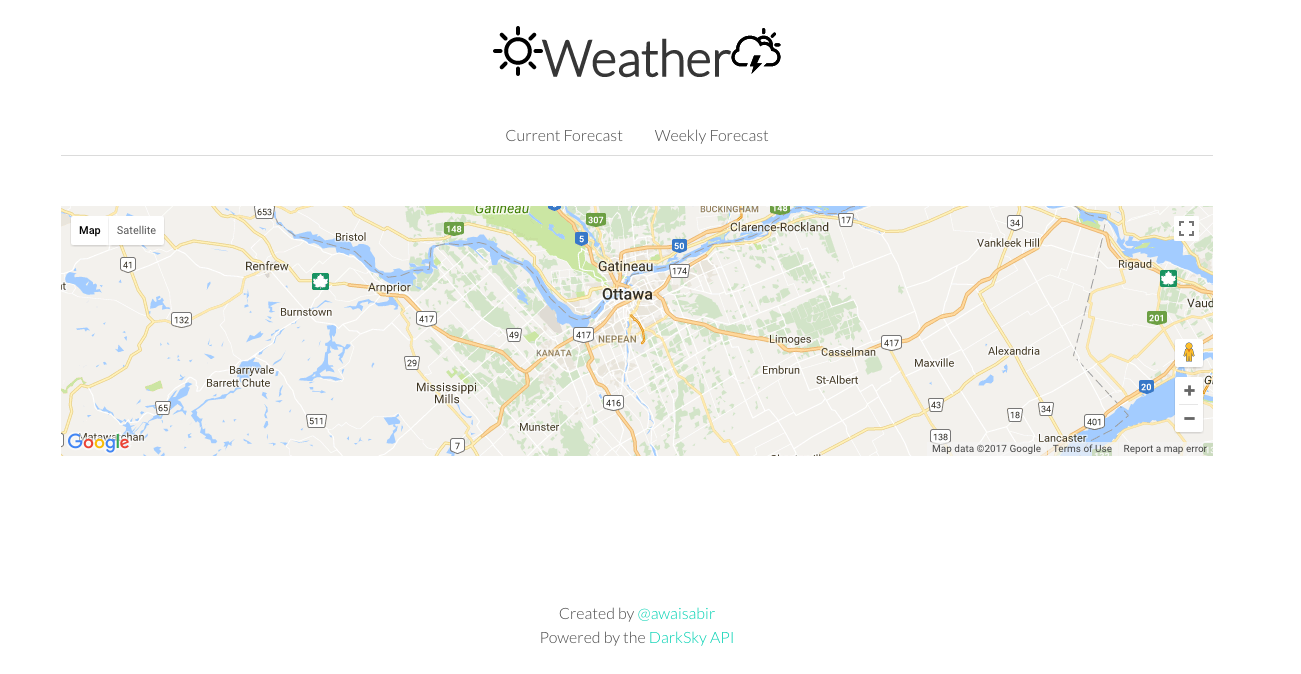 Weather
Current Forecast Weekly Forecast
Map Satellite
653
Gatineau
307
BUCKINGHAM
148
17
34
Clarence-Rockland
148
Bristol
5
50
Vankleek Hill
41
Renfrew
Gatineau
174
Rigaud
Arnprior
Ottawa
Burnstown
132
417
201
49
417
NEPEAN
Limoges
417
KANATA
Casselman
Alexandria
29
Maxville
Barryvale
Embrun
Barrett Chute
St-Albert
20
Mississippi
Mills
65
416
43
34
18
511
401
Munster
138
Lancaster
7
Google
Map data ©2017 Google Terms of Use Report a map error
Created by @awaisabir
Powered by the DarkSky API